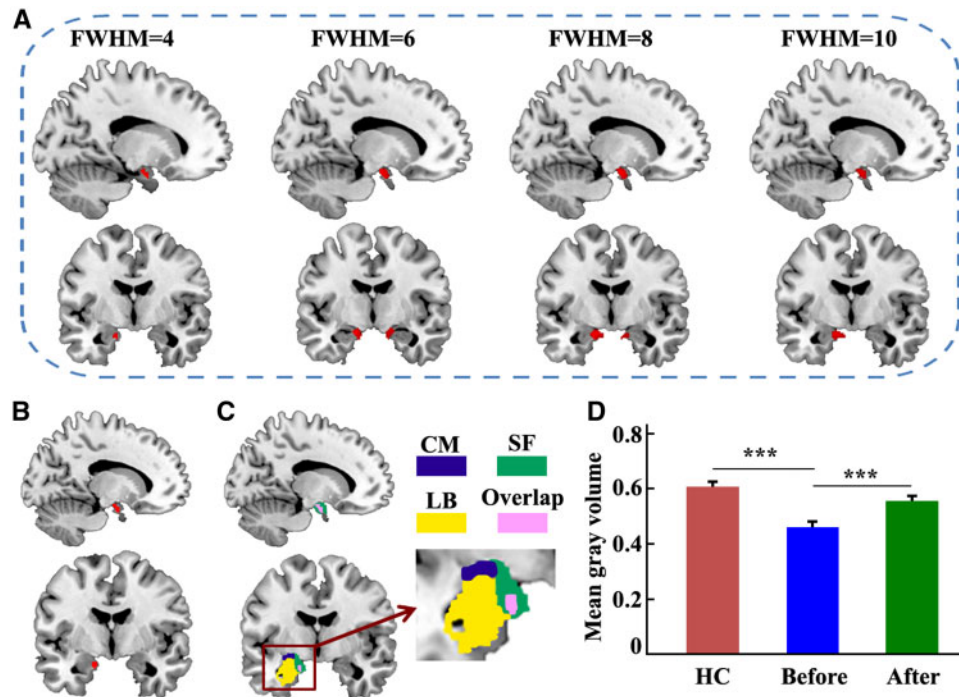 A
FWHM=4 FWHM=6 FWHM=8 FWHM=10
B
C
CM SF
LB Overlap
D
Mean gray volume
0.8
0.6
0.4
0.2
0
***
***
HC Before After